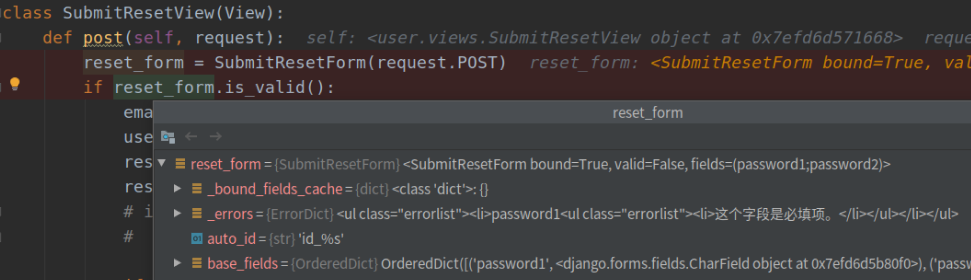 class SubmitResetView(View):
def post(self, request): self: <user.views.SubmitResetView object at 0x7efd6d571668> reque
reset_form = SubmitResetForm(request.POST) reset_form: <SubmitResetForm bound=True, val
if reset_form.is_valid():
ema
reset_form
use
res
reset_form = {SubmitResetForm} <SubmitResetForm bound=True, valid=False, fields=(password1;password2)>
res
_bound_fields_cache = {dict} <class 'dict'>: {}
# i
_errors = {ErrorDict} <ul class="errorlist"><li>password1<ul class="errorlist"><li>这个字段是必填项。</li></ul></li></ul>
#
auto_id = {str} 'id_%s'
base_fields = {OrderedDict} OrderedDict([('password1', <django.forms.fields.CharField object at 0x7efd6d5b80f0>), ('passw